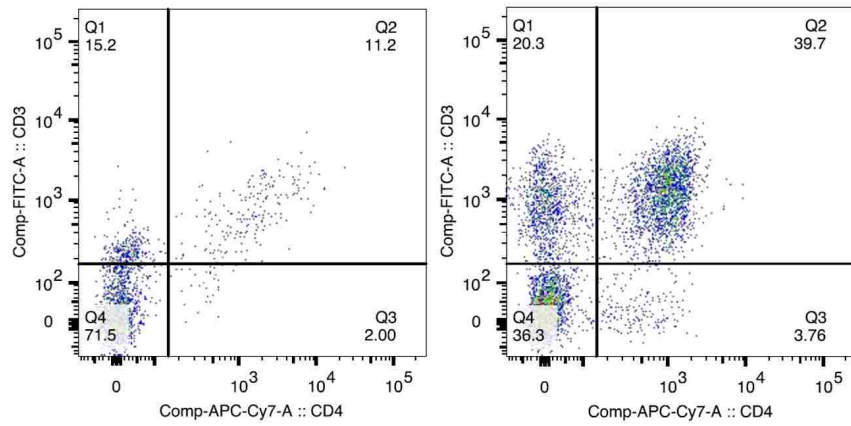 Q1
15.2
Q2
11.2
10^5
10^4
10^3
10^2
0
Comp-FITC-A :: CD3
Q4
71.5
Q3
2.00
0
10^3
10^4
10^5
Comp-APC-Cy7-A :: CD4
Q1
20.3
Q2
39.7
10^5
10^4
10^3
10^2
0
Comp-FITC-A :: CD3
Q4
36.3
Q3
3.76
0
10^3
10^4
10^5
Comp-APC-Cy7-A :: CD4